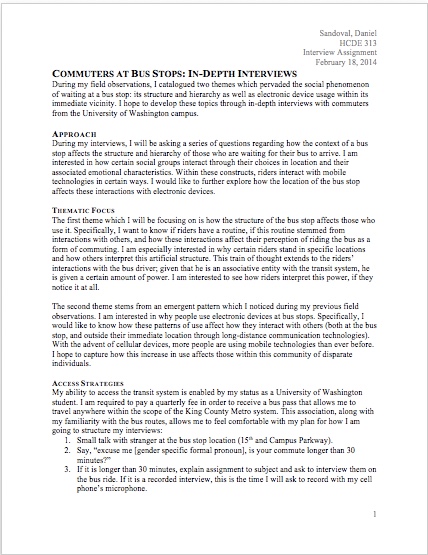 Sandoval, Daniel
HCDE 313
Interview Assignment
February 18, 2014
COMMUTERS AT BUS STOPS: IN-DEPTH INTERVIEWS
During my field observations, I catalogued two themes which pervaded the social phenomenon
of waiting at a bus stop: its structure and hierarchy as well as electronic device usage within its
immediate vicinity. I hope to develop these topics through in-depth interviews with commuters
from the University of Washington campus.
APPROACH
During my interviews, I will be asking a series of questions regarding how the context of a bus
stop affects the structure and hierarchy of those who are waiting for their bus to arrive. I am
interested in how certain social groups interact through their choices in location and their
associated emotional characteristics. Within these constructs, riders interact with mobile
technologies in certain ways. I would like to further explore how the location of the bus stop
affects these interactions with electronic devices.
THEMATIC FOCUS
The first theme which I will be focusing on is how the structure of the bus stop affects those who
use it. Specifically, I want to know if riders have a routine, if this routine stemmed from
interactions with others, and how these interactions affect their perception of riding the bus as a
form of commuting. I am especially interested in why certain riders stand in specific locations
and how others interpret this artificial structure. This train of thought extends to the riders'
interactions with the bus driver; given that he is an associative entity with the transit system, he
is given a certain amount of power. I am interested to see how riders interpret this power, if they
notice it at all.
The second theme stems from an emergent pattern which I noticed during my previous field
observations. I am interested in why people use electronic devices at bus stops. Specifically, I
would like to know how these patterns of use affect how they interact with others (both at the bus
stop, and outside their immediate location through long-distance communication technologies).
With the advent of cellular devices, more people are using mobile technologies than ever before.
I hope to capture how this increase in use affects those within this community of disparate
individuals.
ACCESS STRATEGIES
My ability to access the transit system is enabled by my status as a University of Washington
student. I am required to pay a quarterly fee in order to receive a bus pass that allows me to
travel anywhere within the scope of the King County Metro system. This association, along with
my familiarity with the bus routes, allows me to feel comfortable with my plan for how I am
going to structure my interviews:
1. Small talk with stranger at the bus stop location (15th and Campus Parkway).
2. Say, "excuse me [gender specific formal pronoun], is your commute longer than 30
minutes?"
3. If it is longer than 30 minutes, explain assignment to subject and ask to interview them on
the bus ride. If it is a recorded interview, this is the time I will ask to record with my cell
phone's microphone.
1